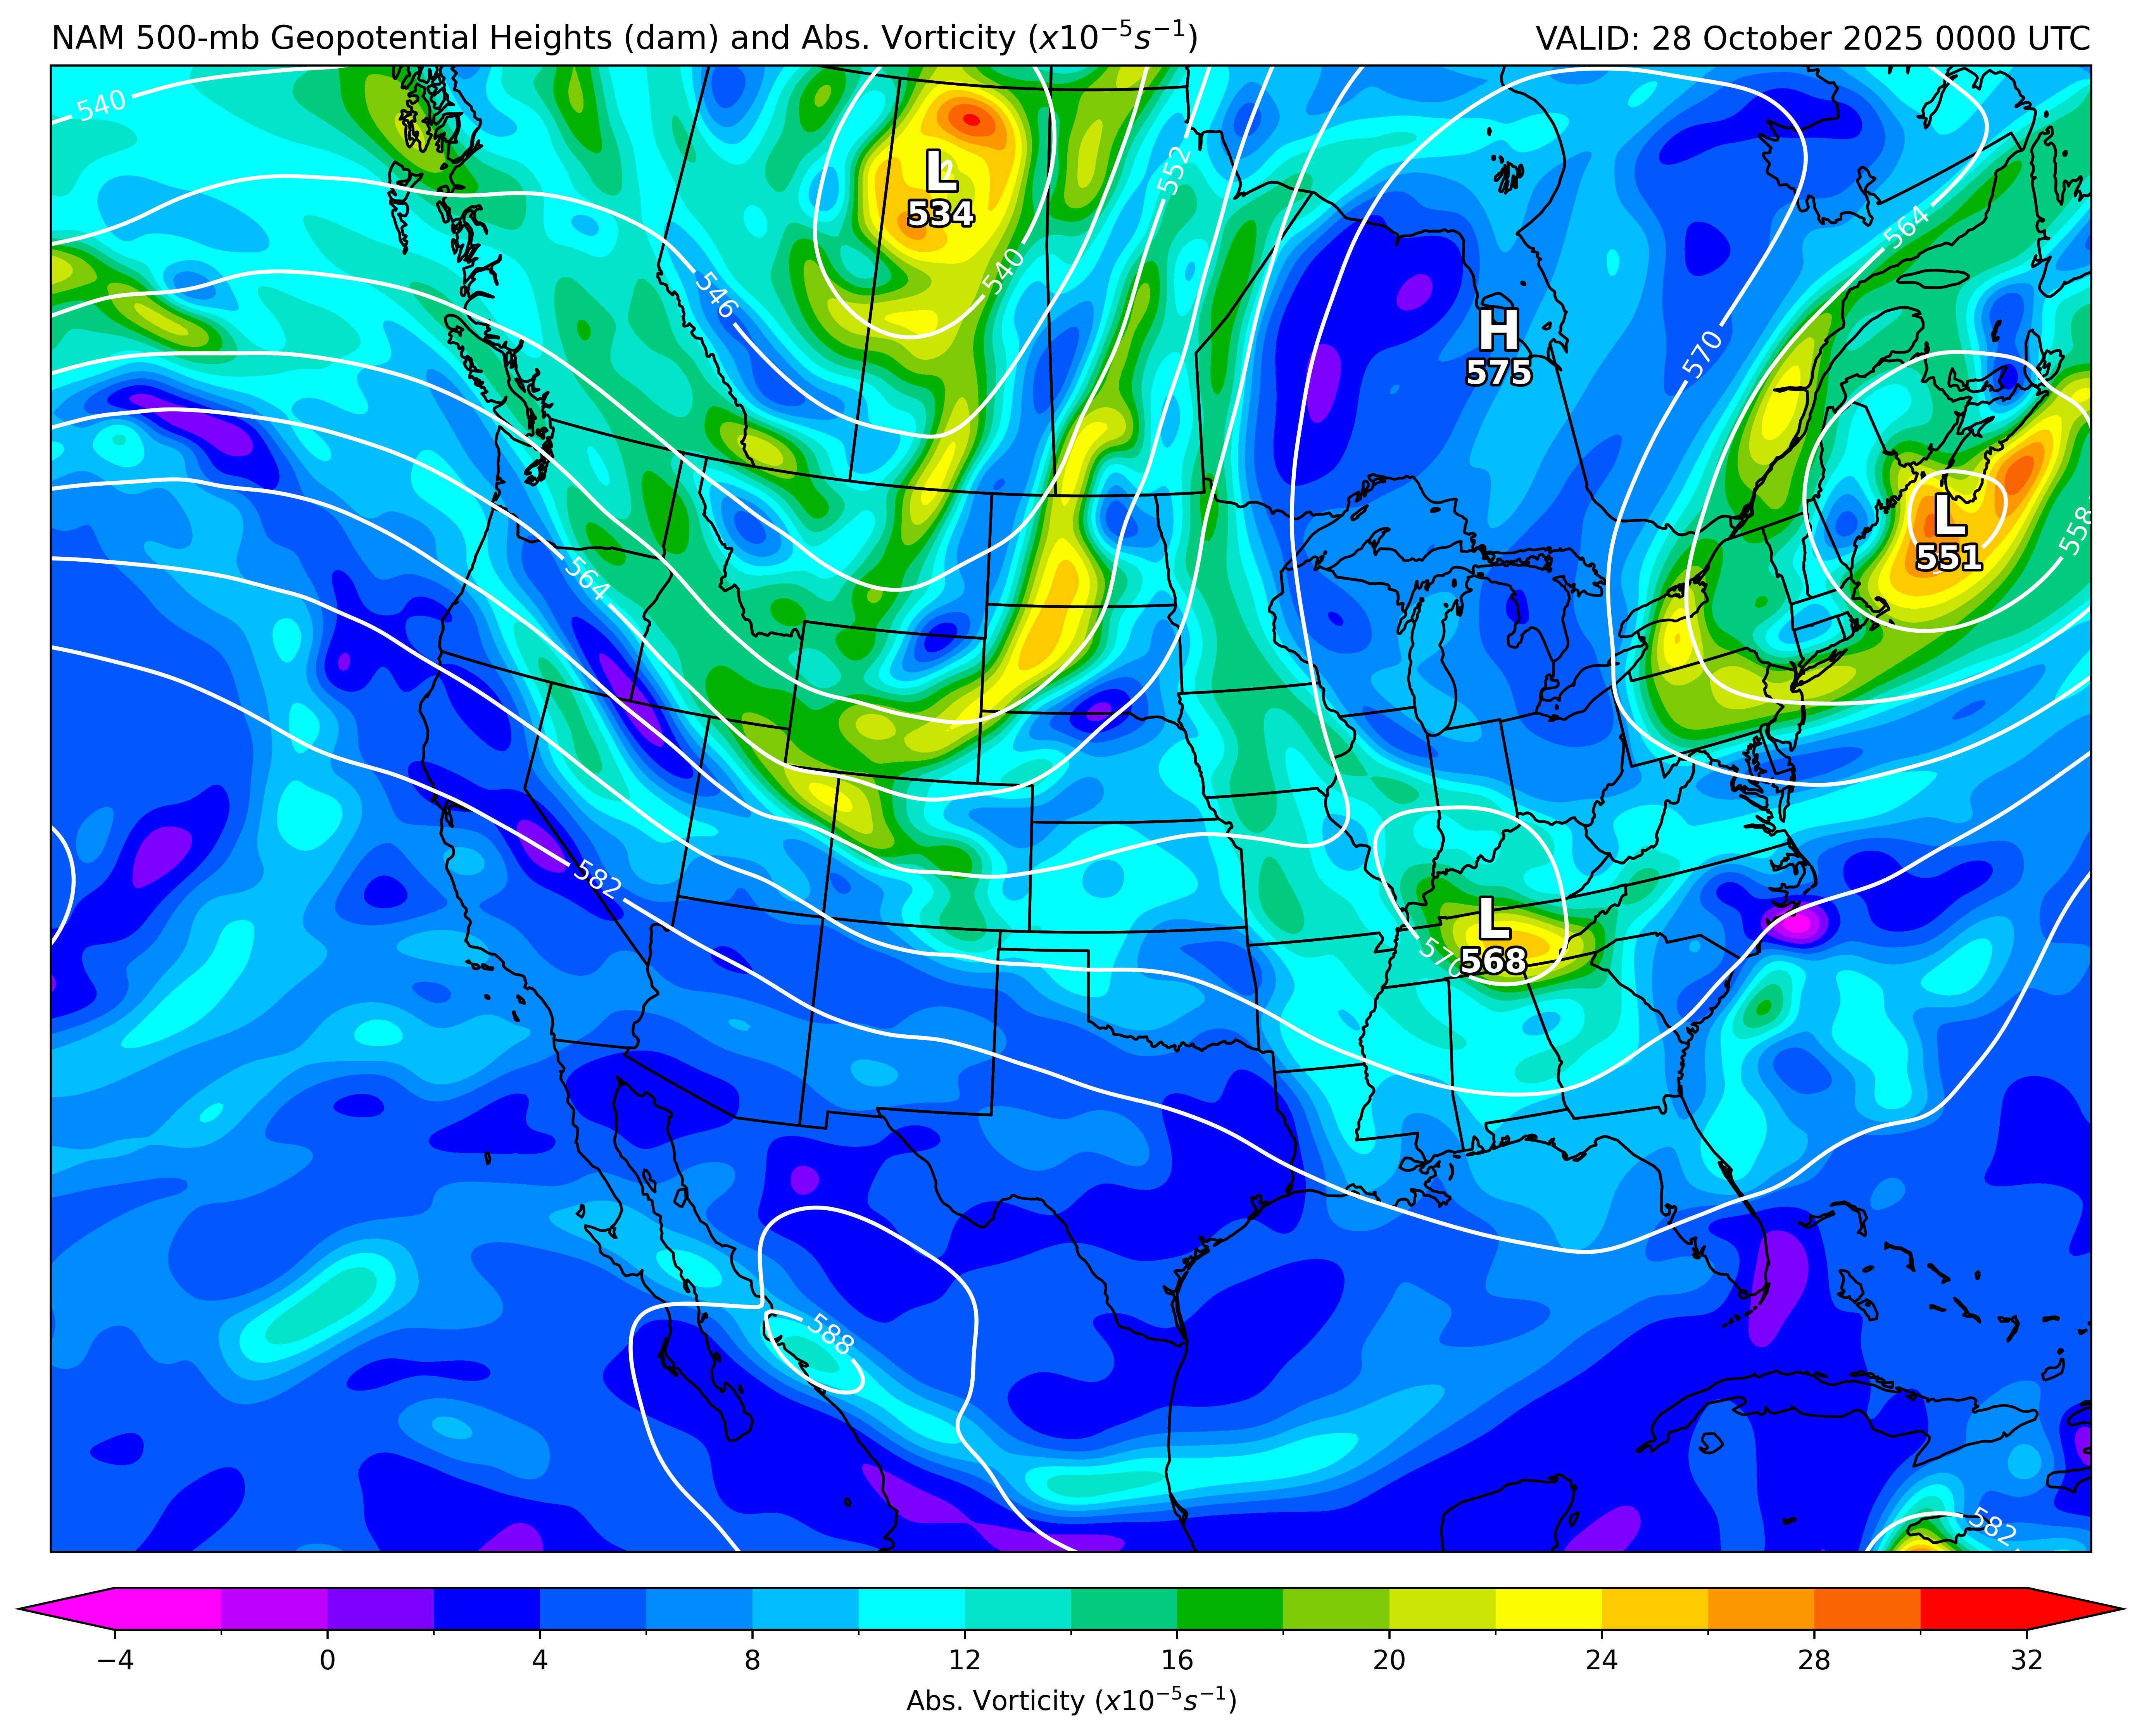 NAM 500-mb Geopotential Heights (dam) and Abs. Vorticity (x10⁻⁵s⁻¹)
VALID: 28 October 2025 0000 UTC
540
552
L
534
564
540
546
H
575
570
L
551
558
564
582
L
568
570
588
582
−4 0 4 8 12 16 20 24 28 32
Abs. Vorticity (x10⁻⁵s⁻¹)